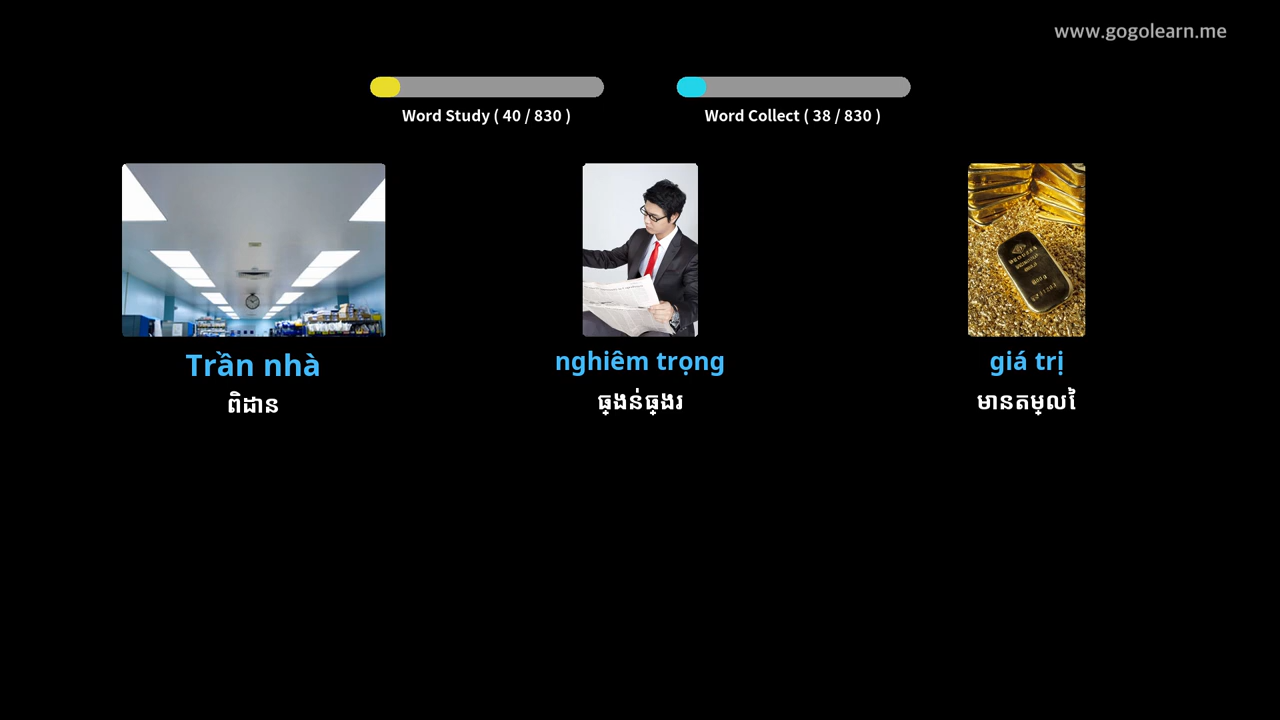 www.gogolearn.me
Word Study ( 40 / 830 )
Word Collect ( 38 / 830 )
Trần nhà
nghiêm trọng
giá trị
ពិដាន
ធ្ងន់ធ្ងរ
មានតម្លៃ